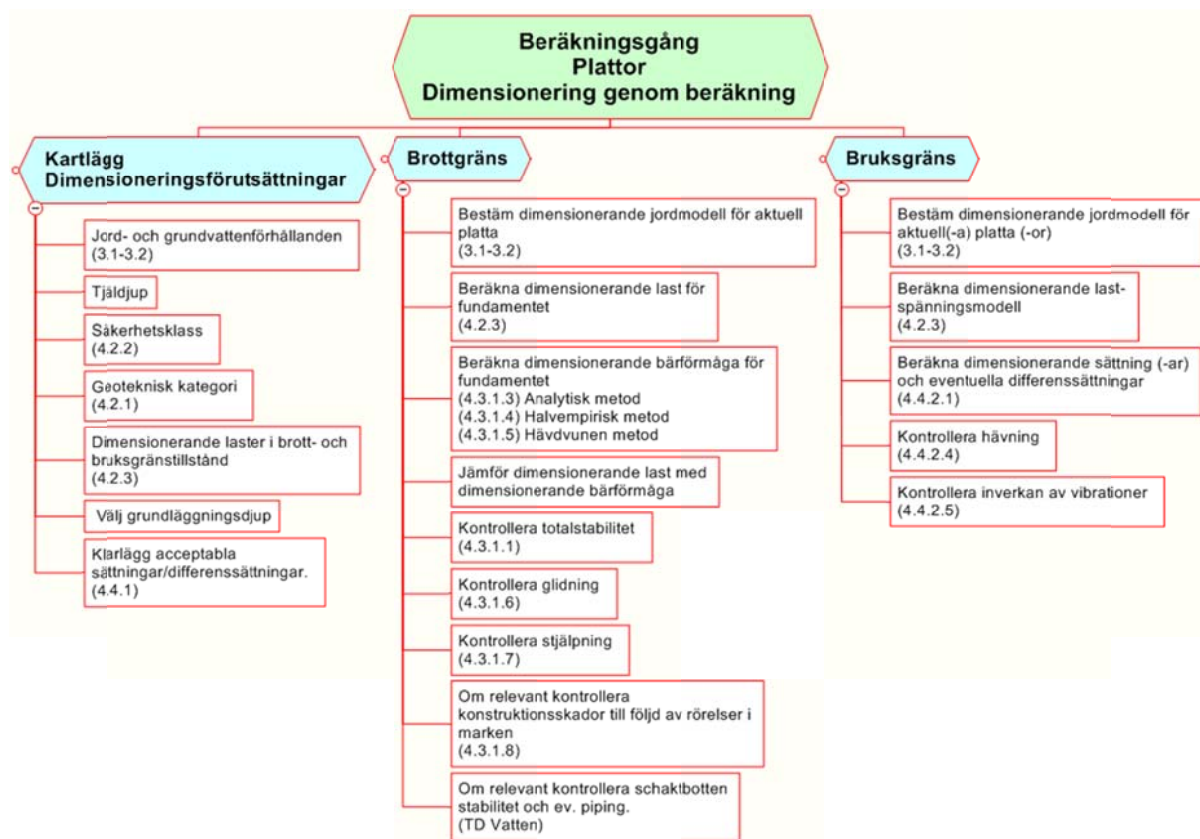 Beräkningsgång
Plattor
Dimensionering genom beräkning
Kartlägg
Dimensioneringsförutsättningar
Jord- och grundvattenförhållanden
(3.1-3.2)
Tjäldjup
Säkerhetsklass
(4.2.2)
Geoteknisk kategori
(4.2.1)
Dimensionerande laster i brott- och
bruksgränstillstånd
(4.2.3)
Välj grundläggningsdjup
Klarlägg acceptabla
sättningar/differenssättningar.
(4.4.1)
Brottgräns
Bestäm dimensionerande jordmodell för aktuell
platta
(3.1-3.2)
Beräkna dimensionerande last för
fundamentet
(4.2.3)
Beräkna dimensionerande bärförmåga för
fundamentet
(4.3.1.3) Analytisk metod
(4.3.1.4) Halvempirisk metod
(4.3.1.5) Hävdvunen metod
Jämför dimensionerande last med
dimensionerande bärförmåga
Kontrollera totalstabilitet
(4.3.1.1)
Kontrollera glidning
(4.3.1.6)
Kontrollera stjälpning
(4.3.1.7)
Om relevant kontrollera
konstruktionsskador till följd av rörelser i
marken
(4.3.1.8)
Om relevant kontrollera schaktbotten
stabilitet och ev. piping.
(TD Vatten)
Bruksgräns
Bestäm dimensionerande jordmodell för
aktuell(-a) platta (-or)
(3.1-3.2)
Beräkna dimensionerande last-
spänningsmodell
(4.2.3)
Beräkna dimensionerande sättning (-ar)
och eventuella differenssättningar
(4.4.2.1)
Kontrollera hävning
(4.4.2.4)
Kontrollera inverkan av vibrationer
(4.4.2.5)